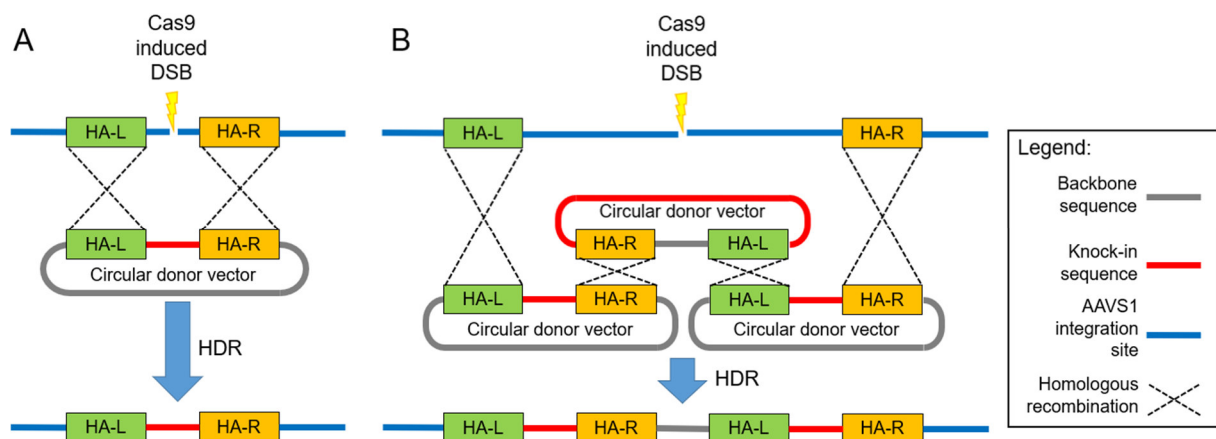 A
Cas9
induced
DSB
HA-L
HA-R
HA-L
HA-R
Circular donor vector
HDR
HA-L
HA-R
B
Cas9
induced
DSB
HA-L
HA-R
Circular donor vector
HA-R
HA-L
HA-L
HA-R
HA-L
HA-R
Circular donor vector
Circular donor vector
HDR
HA-L
HA-R
HA-L
HA-R
Legend:
Backbone
sequence
Knock-in
sequence
AAVS1
integration
site
Homologous
recombination